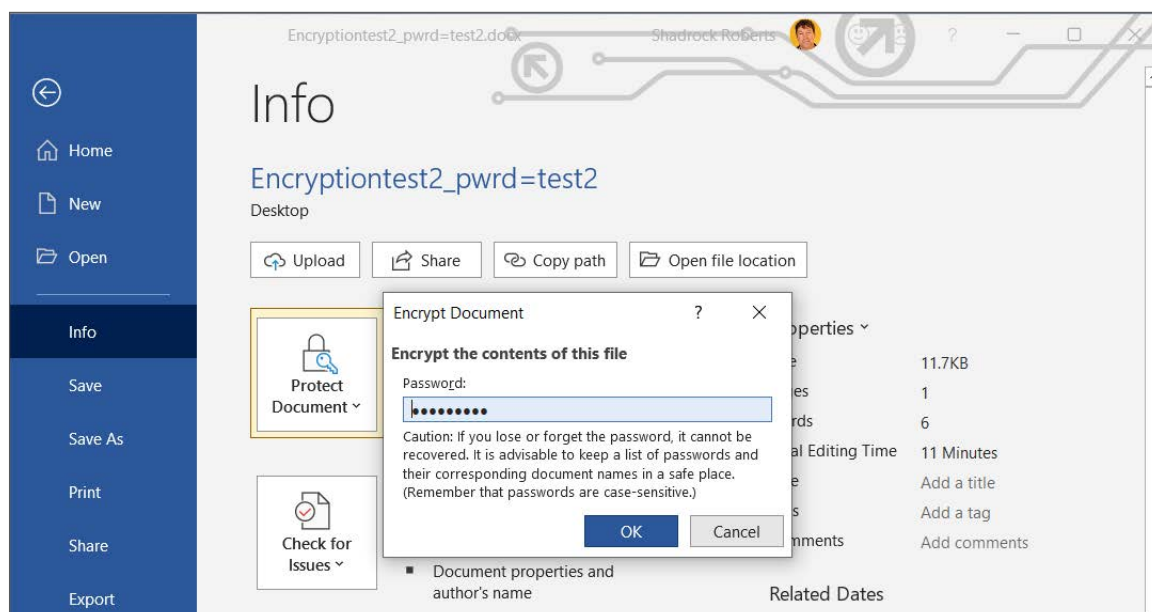 Encryptiontest2_pwrd=test2.docx
Shadrock Roberts
?
Info
Home
New
Open
Info
Save
Save As
Print
Share
Export
Encryptiontest2_pwrd=test2
Desktop
Upload
Share
Copy path
Open file location
Protect
Document
Check for
Issues
Encrypt Document
?
Encrypt the contents of this file
Password:
Caution: If you lose or forget the password, it cannot be
recovered. It is advisable to keep a list of passwords and
their corresponding document names in a safe place.
(Remember that passwords are case-sensitive.)
OK
Cancel
Document properties and
author's name
11.7KB
1
6
Editing Time
11 Minutes
Add a title
Add a tag
Add comments
Related Dates